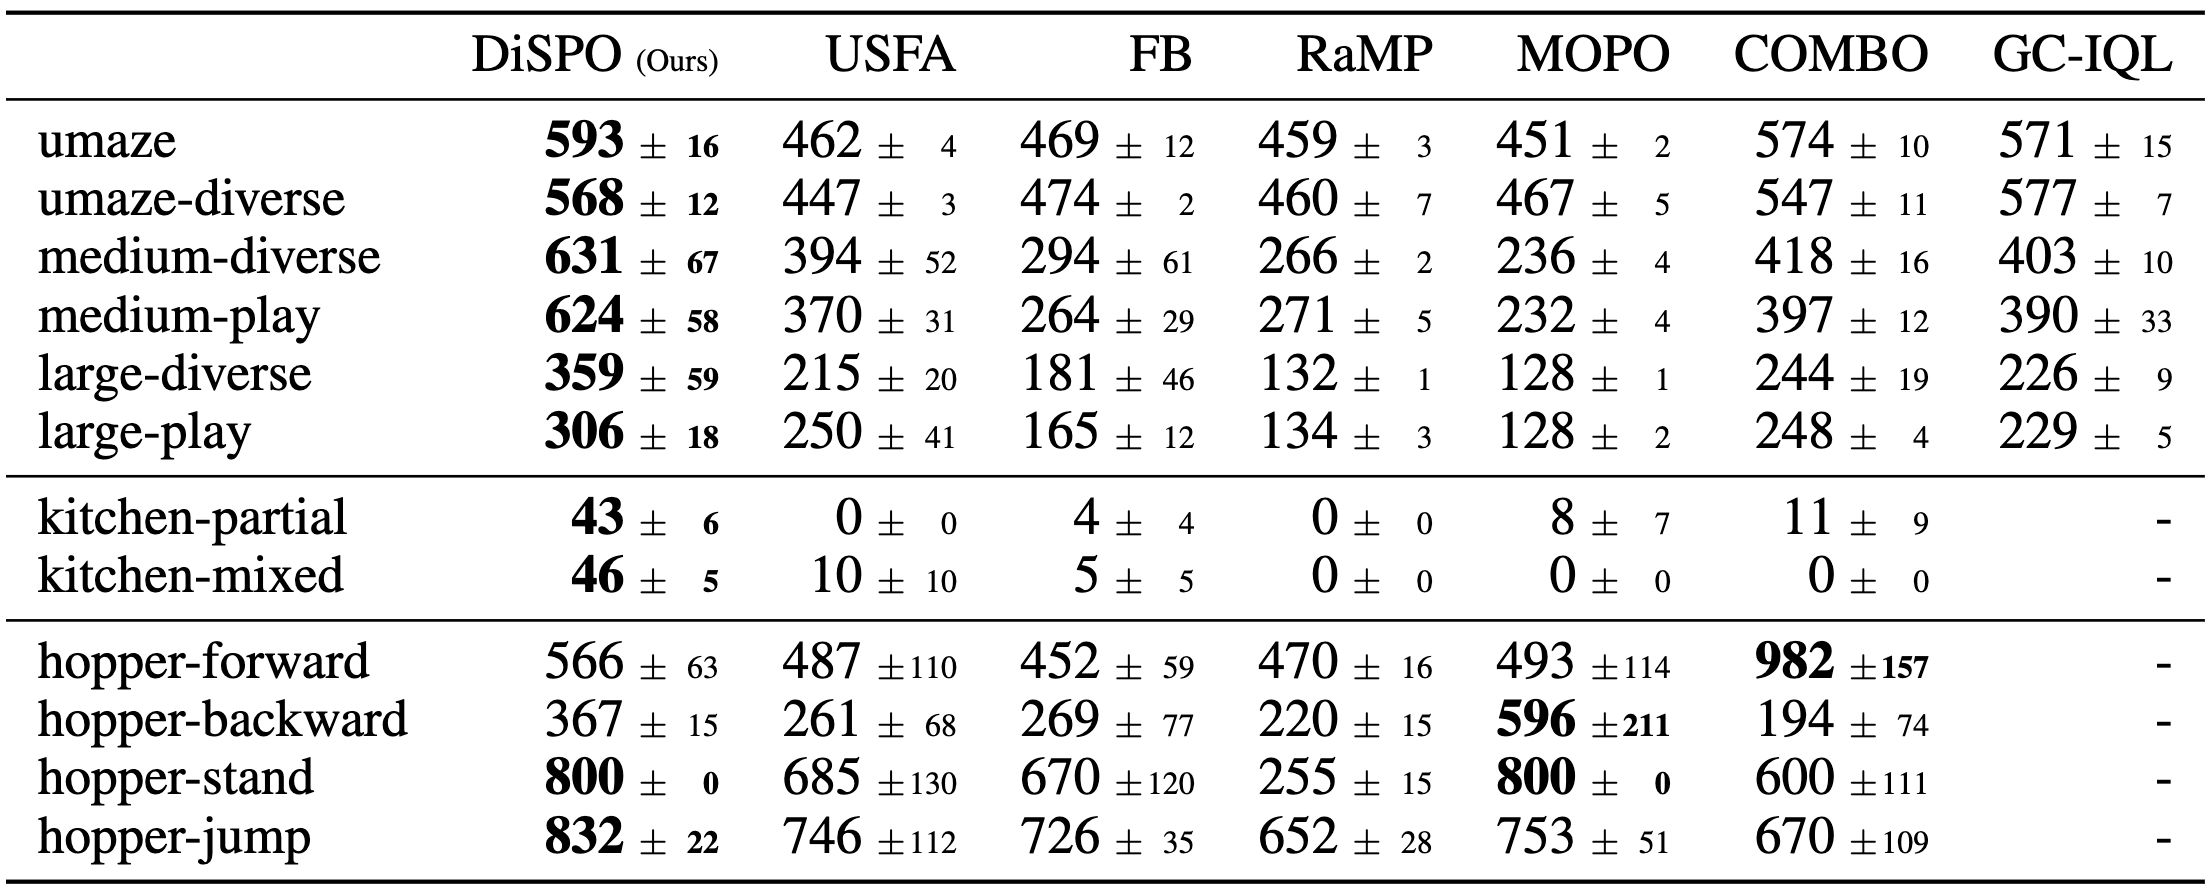 DiSPO (Ours) USFA FB RaMP MOPO COMBO GC-IQL
umaze 593 ± 16 462 ± 4 469 ± 12 459 ± 3 451 ± 2 574 ± 10 571 ± 15
umaze-diverse 568 ± 12 447 ± 3 474 ± 2 460 ± 7 467 ± 5 547 ± 11 577 ± 7
medium-diverse 631 ± 67 394 ± 52 294 ± 61 266 ± 2 236 ± 4 418 ± 16 403 ± 10
medium-play 624 ± 58 370 ± 31 264 ± 29 271 ± 5 232 ± 4 397 ± 12 390 ± 33
large-diverse 359 ± 59 215 ± 20 181 ± 46 132 ± 1 128 ± 1 244 ± 19 226 ± 9
large-play 306 ± 18 250 ± 41 165 ± 12 134 ± 3 128 ± 2 248 ± 4 229 ± 5
kitchen-partial 43 ± 6 0 ± 0 4 ± 4 0 ± 0 8 ± 7 11 ± 9 -
kitchen-mixed 46 ± 5 10 ± 10 5 ± 5 0 ± 0 0 ± 0 0 ± 0 -
hopper-forward 566 ± 63 487 ±110 452 ± 59 470 ± 16 493 ±114 982 ±157 -
hopper-backward 367 ± 15 261 ± 68 269 ± 77 220 ± 15 596 ±211 194 ± 74 -
hopper-stand 800 ± 0 685 ±130 670 ±120 255 ± 15 800 ± 0 600 ±111 -
hopper-jump 832 ± 22 746 ±112 726 ± 35 652 ± 28 753 ± 51 670 ±109 -